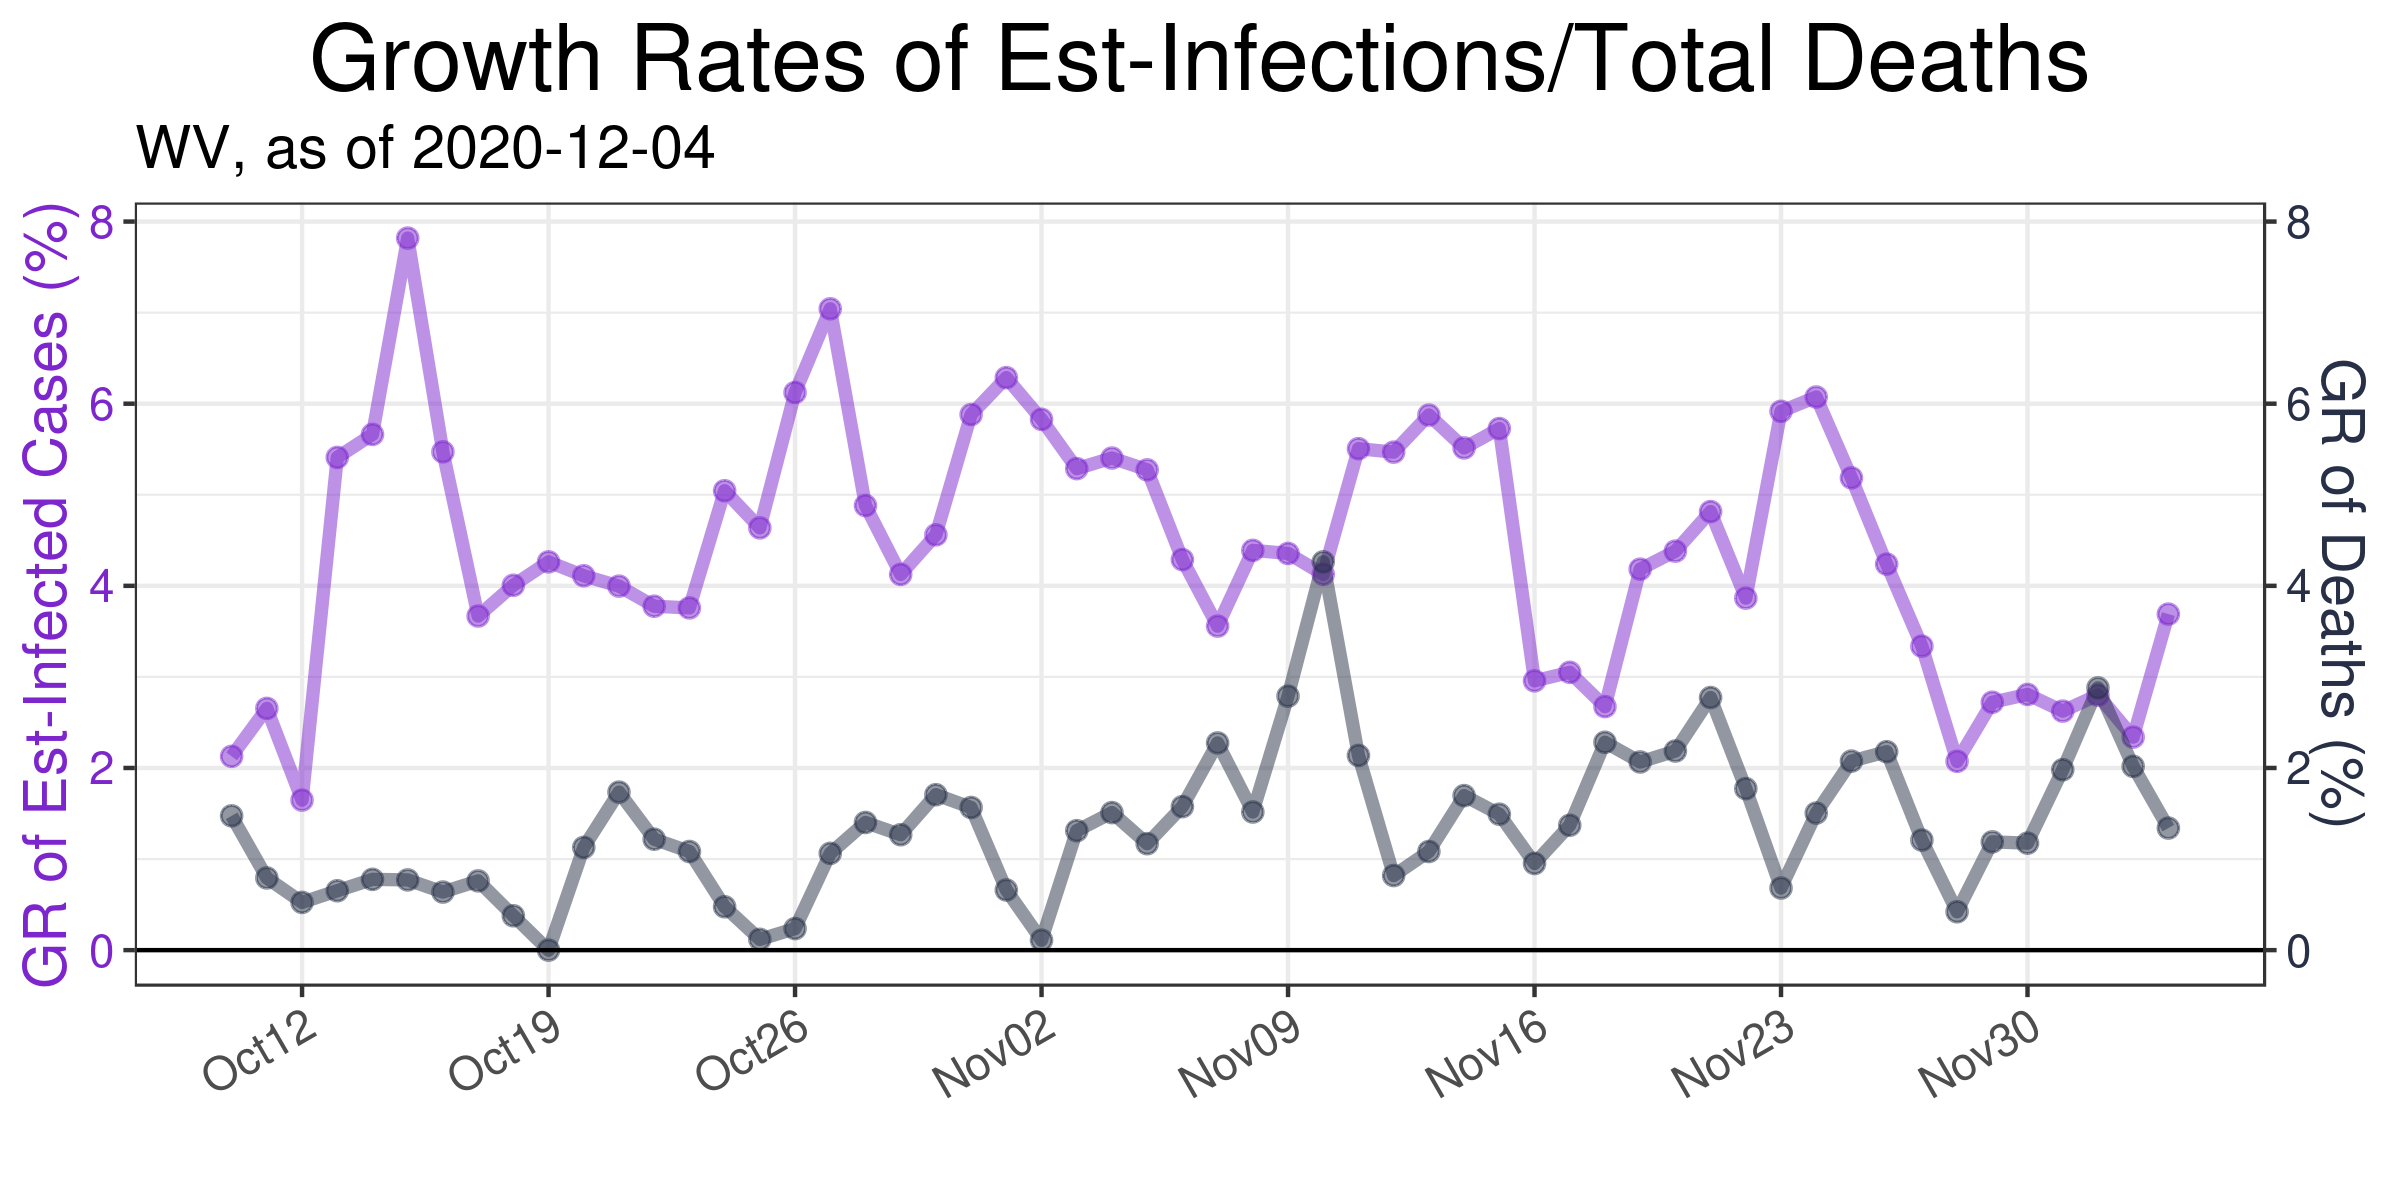 Growth Rates of Est-Infections/Total Deaths
WV, as of 2020-12-04
GR of Est-Infected Cases (%)
8
6
4
2
0
8
6
4
2
0
GR of Deaths (%)
Oct12
Oct19
Oct26
Nov02
Nov09
Nov16
Nov23
Nov30